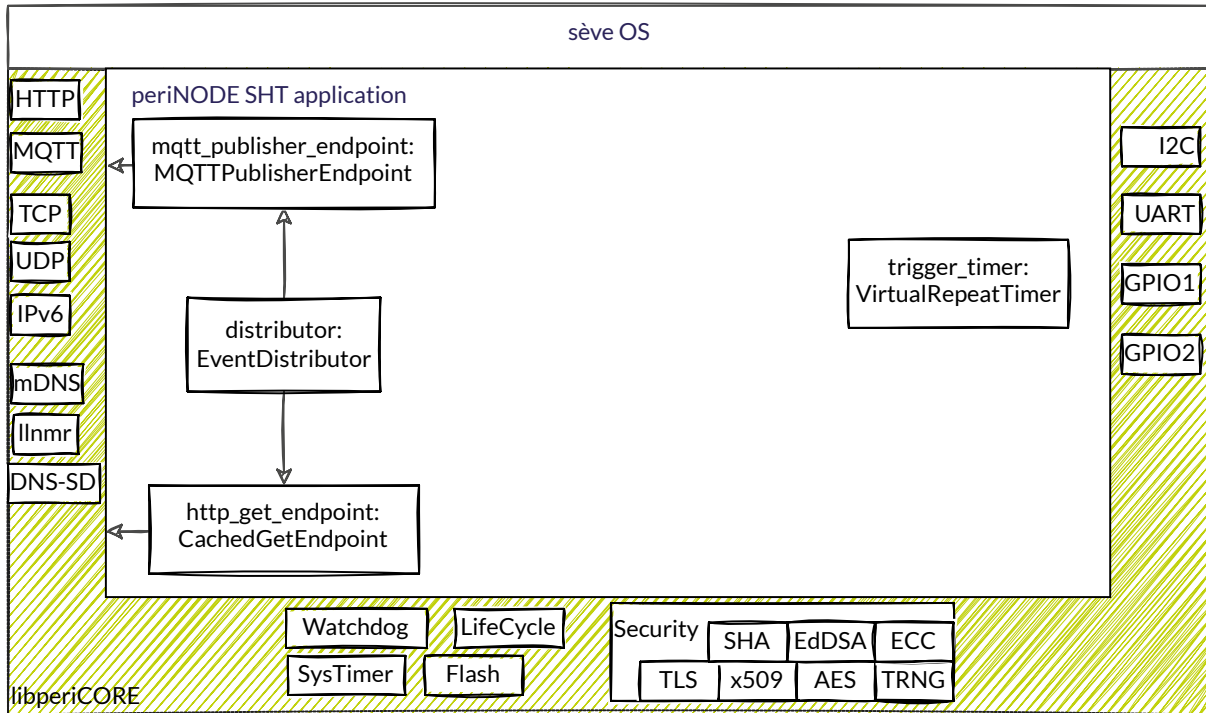 sève OS
periNODE SHT application
HTTP
MQTT
TCP
UDP
IPv6
mDNS
llnmr
DNS-SD
mqtt_publisher_endpoint:
MQTTPublisherEndpoint
distributor:
EventDistributor
http_get_endpoint:
CachedGetEndpoint
trigger_timer:
VirtualRepeatTimer
I2C
UART
GPIO1
GPIO2
Watchdog
LifeCycle
SysTimer
Flash
Security
SHA
EdDSA
ECC
TLS
x509
AES
TRNG
libperiCORE